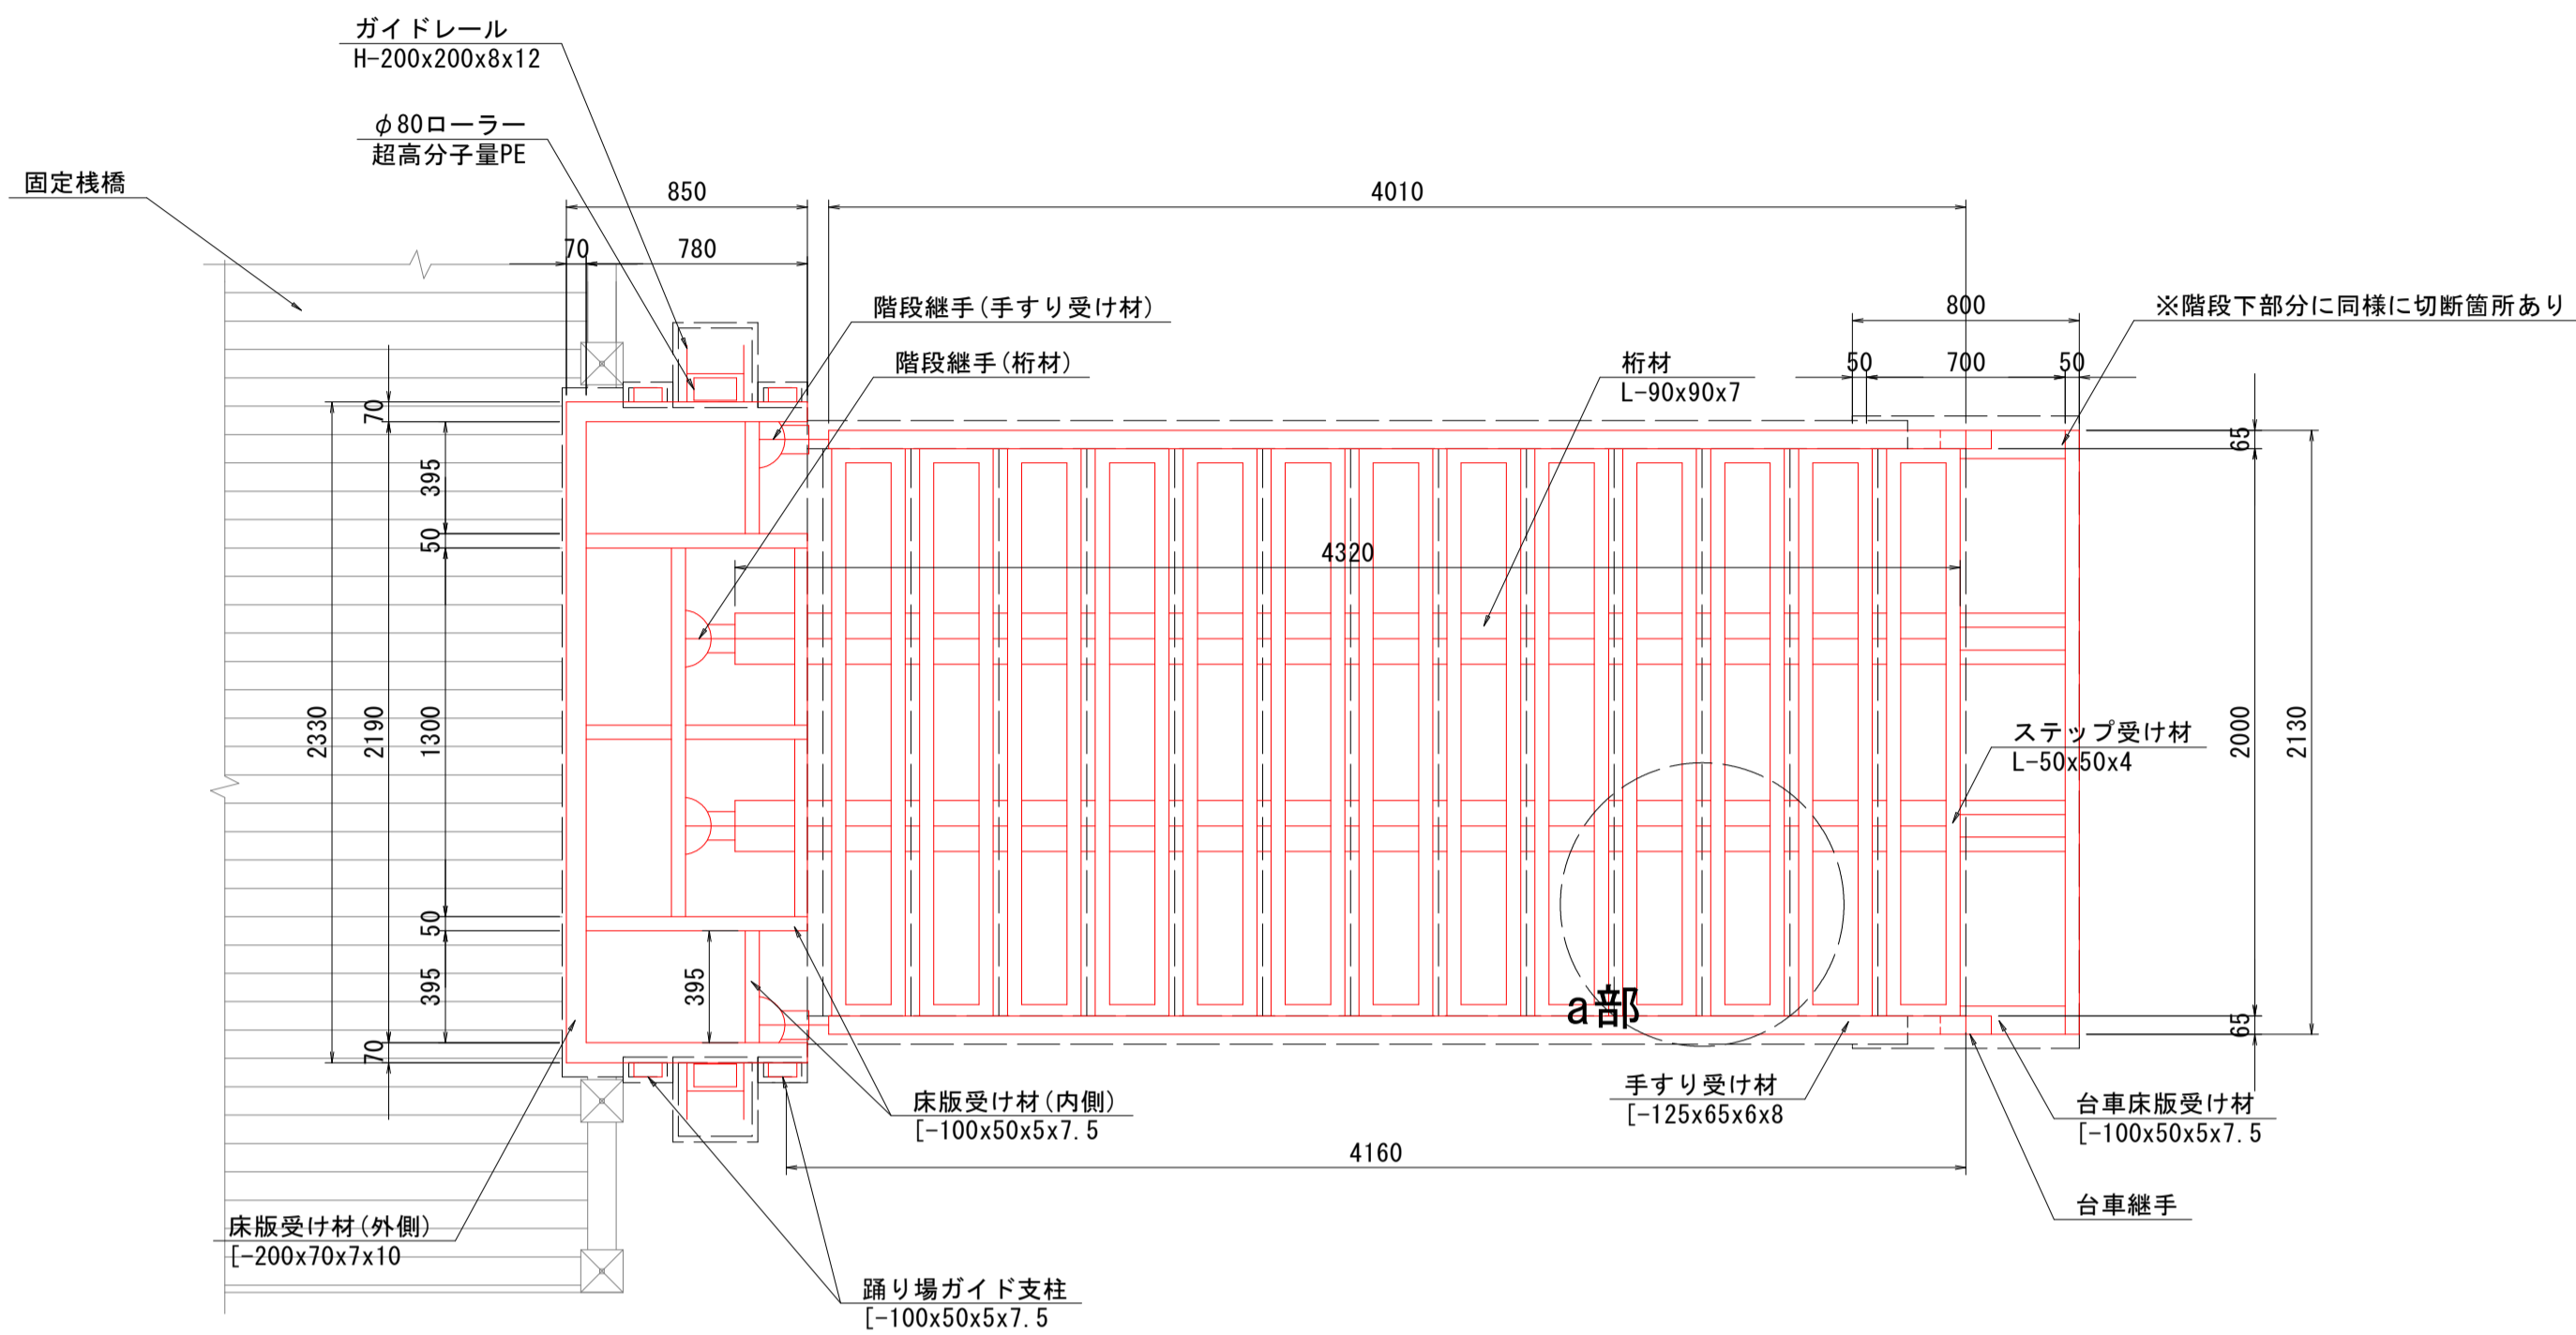 ガイドレール
H-200x200x8x12
φ80ローラー
超高分子量PE
固定桟橋
850
4010
70
780
階段継手(手すり受け材)
800
※階段下部分に同様に切断箇所あり
階段継手(桁材)
桁材
L-90x90x7
50
700
50
70
395
50
65
4320
2330
2190
1300
ステップ受け材
L-50x50x4
2000
2130
50
395
395
70
a部
65
手すり受け材
[-125x65x6x8
床版受け材(内側)
[-100x50x5x7.5
台車床版受け材
[-100x50x5x7.5
4160
台車継手
床版受け材(外側)
[-200x70x7x10
踊り場ガイド支柱
[-100x50x5x7.5